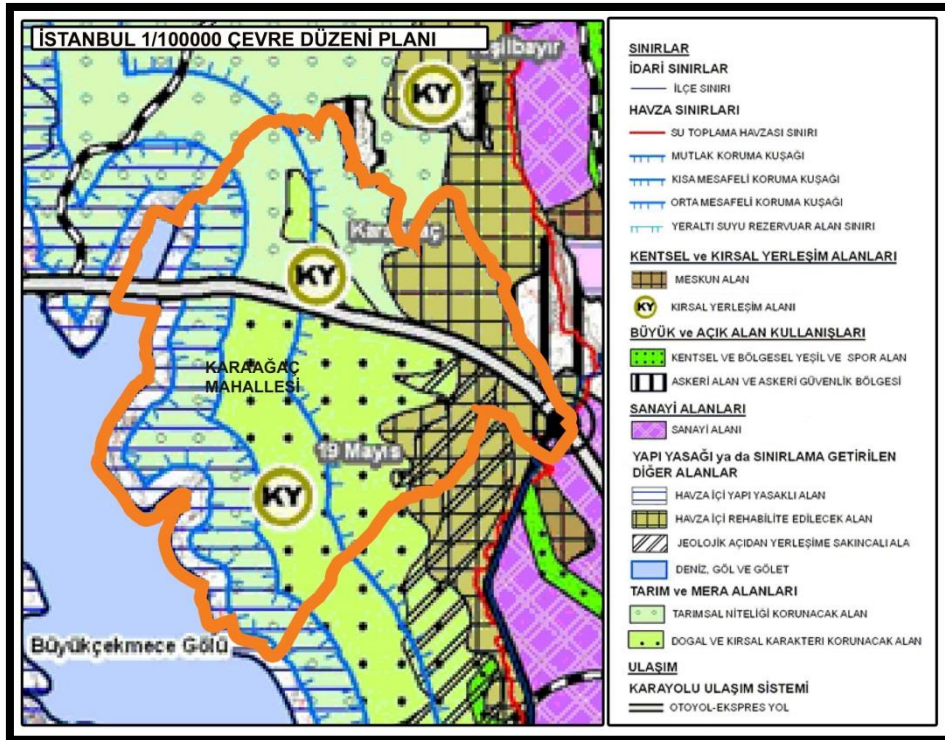 İSTANBUL 1/100000 ÇEVRE DÜZENİ PLANI
KY
KY
KARAAĞAÇ
MAHALLESİ
19 Mayıs
KY
Büyükçekmece Gölü
SINIRLAR
İDARİ SINIRLAR
İLÇE SINIRI
HAVZA SINIRLARI
SU TOPLAMA HAVZASI SINIRI
MUTLAK KORUMA KUŞAĞI
KISA MESAFELİ KORUMA KUŞAĞI
ORTA MESAFELİ KORUMA KUŞAĞI
YERALTI SUYU REZERVUAR ALAN SINIRI
KENTSEL ve KIRSAL YERLEŞİM ALANLARI
MESKUN ALAN
KY KIRSAL YERLEŞİM ALANI
BÜYÜK ve AÇIK ALAN KULLANIŞLARI
KENTSEL VE BÖLGESEL YEŞİL VE SPOR ALAN
ASKERİ ALAN VE ASKERİ GÜVENLİK BÖLGESİ
SANAYİ ALANLARI
SANAYİ ALANI
YAPI YASAĞI ya da SINIRLAMA GETİRİLEN
DİĞER ALANLAR
HAVZA İÇİ YAPI YASAKLI ALAN
HAVZA İÇİ REHABİLİTE EDİLECEK ALAN
JEOLOJİK AÇIDAN YERLEŞİME SAKINCALI ALA
DENİZ, GÖL VE GÖLET
TARIM ve MERA ALANLARI
TARIMSAL NİTELİĞİ KORUNACAK ALAN
DOGAL VE KIRSAL KARAKTERI KORUNACAK ALAN
ULAŞIM
KARAYOLU ULAŞIM SİSTEMİ
OTOYOL-EKSPRES YOL